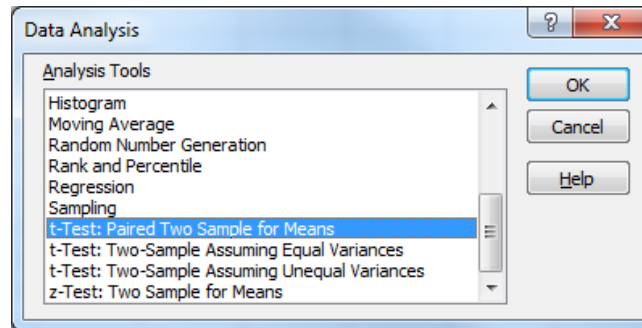 Data Analysis
Analysis Tools
Histogram
Moving Average
Random Number Generation
Rank and Percentile
Regression
Sampling
t-Test: Paired Two Sample for Means
t-Test: Two-Sample Assuming Equal Variances
t-Test: Two-Sample Assuming Unequal Variances
z-Test: Two Sample for Means
OK
Cancel
Help